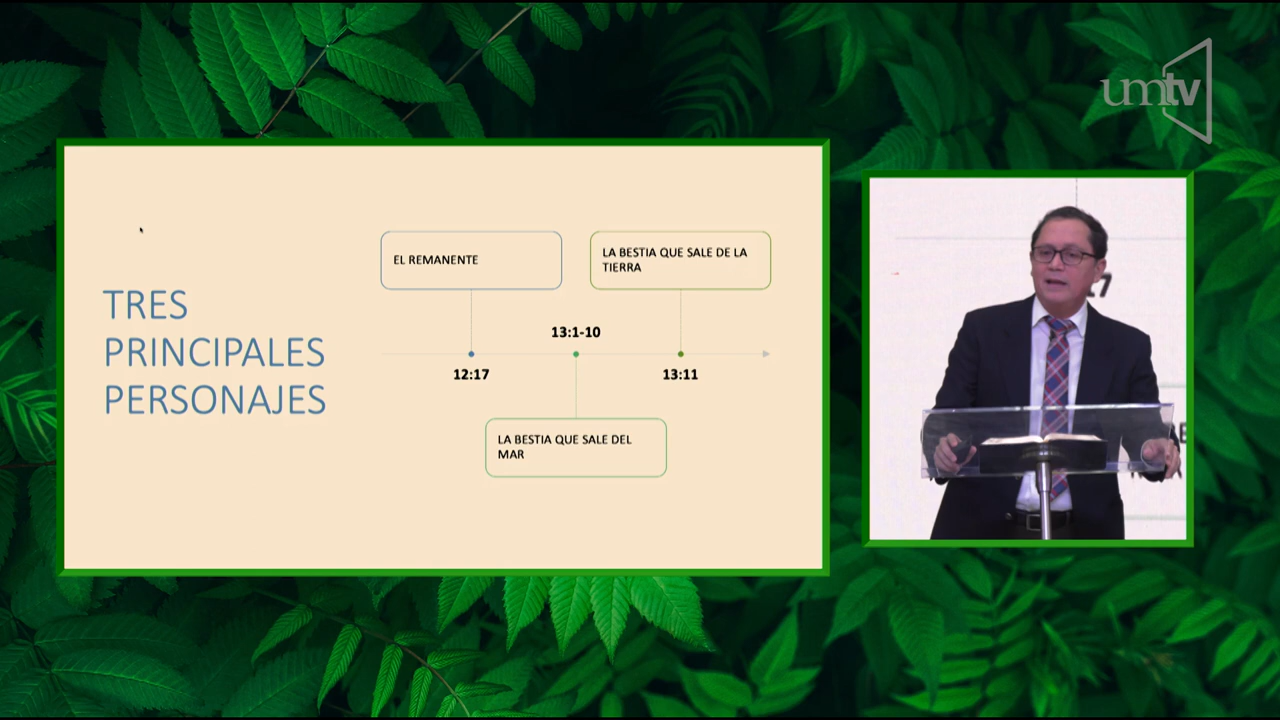 umtv
TRES
PRINCIPALES
PERSONAJES
EL REMANENTE
LA BESTIA QUE SALE DE LA
TIERRA
13:1-10
12:17
13:11
LA BESTIA QUE SALE DEL
MAR